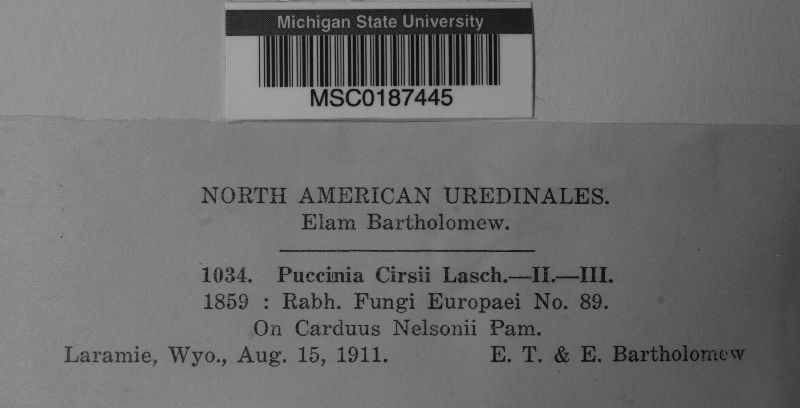 Michigan State University
MSC0187445
NORTH AMERICAN UREDINALES.
Elam Bartholomew.
1034. Puccinia Cirsii Lasch.—II.—III.
1859 : Rabh. Fungi Europaei No. 89.
On Carduus Nelsonii Pam.
Laramie, Wyo., Aug. 15, 1911. E. T. & E. Bartholomew